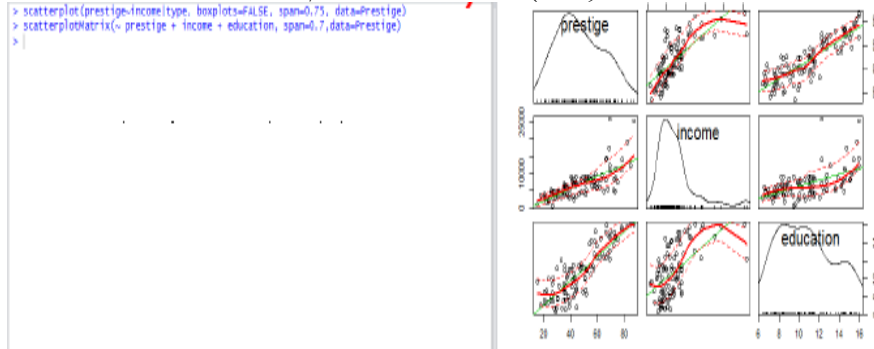 > scatterplot(prestige~income|type, boxplots=FALSE, span=0.75, data=Prestige)
> scatterplotMatrix(~ prestige + income + education, span=0.7,data=Prestige)
>
prestige
income
education
0 10000 25000
20 40 60 80
6 8 10 12 14 16